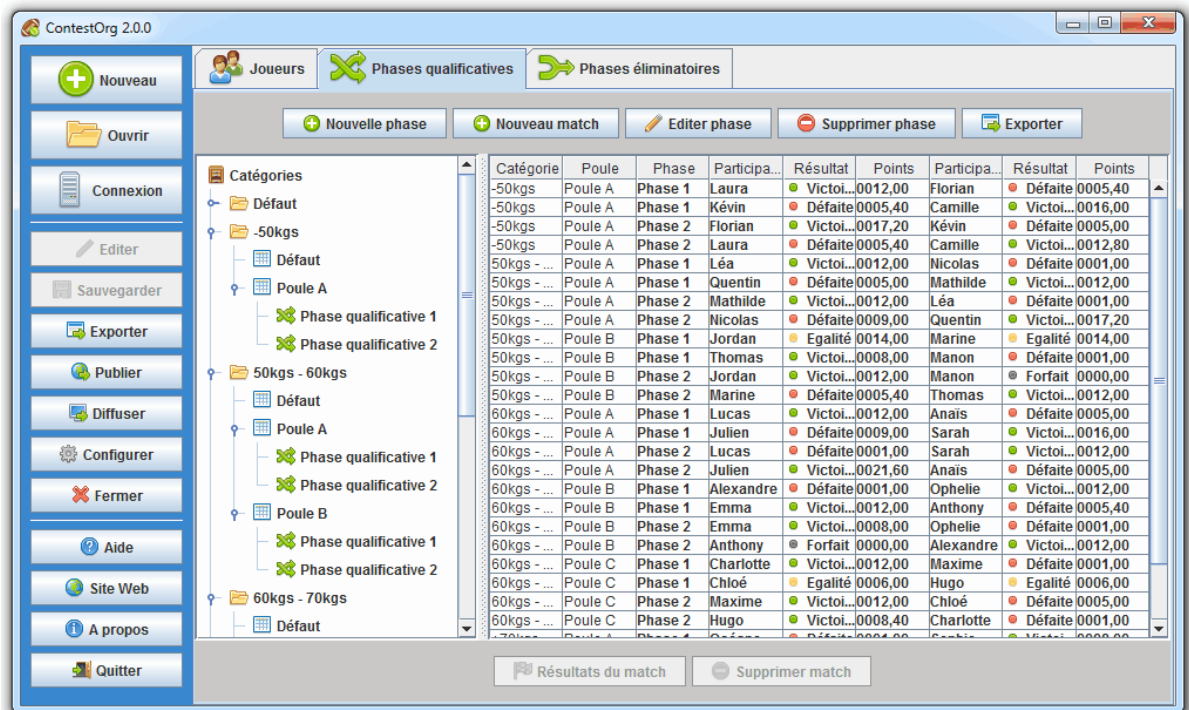 ContestOrg 2.0.0
Nouveau
Ouvrir
Connexion
Editer
Sauvegarder
Exporter
Publier
Diffuser
Configurer
Fermer
Aide
Site Web
A propos
Quitter
Joueurs Phases qualificatives Phases éliminatoires
Nouvelle phase Nouveau match Editer phase Supprimer phase Exporter
Catégories
Défaut
-50kgs
Défaut
Poule A
Phase qualificative 1
Phase qualificative 2
50kgs - 60kgs
Défaut
Poule A
Phase qualificative 1
Phase qualificative 2
Poule B
Phase qualificative 1
Phase qualificative 2
60kgs - 70kgs
Défaut
Catégorie Poule Phase Participa... Résultat Points Participa... Résultat Points
-50kgs Poule A Phase 1 Laura Victoi... 0012,00 Florian Défaite 0005,40
-50kgs Poule A Phase 1 Kévin Défaite 0005,40 Camille Victoi... 0016,00
-50kgs Poule A Phase 2 Florian Victoi... 0017,20 Kévin Défaite 0005,00
-50kgs Poule A Phase 2 Laura Défaite 0005,40 Camille Victoi... 0012,80
50kgs - ... Poule A Phase 1 Léa Victoi... 0012,00 Nicolas Défaite 0001,00
50kgs - ... Poule A Phase 1 Quentin Défaite 0005,00 Mathilde Victoi... 0012,00
50kgs - ... Poule A Phase 2 Mathilde Victoi... 0012,00 Léa Défaite 0001,00
50kgs - ... Poule A Phase 2 Nicolas Défaite 0009,00 Quentin Victoi... 0017,20
50kgs - ... Poule B Phase 1 Jordan Egalité 0014,00 Marine Egalité 0014,00
50kgs - ... Poule B Phase 1 Thomas Victoi... 0008,00 Manon Défaite 0001,00
50kgs - ... Poule B Phase 2 Jordan Victoi... 0012,00 Manon Forfait 0000,00
50kgs - ... Poule B Phase 2 Marine Défaite 0005,40 Thomas Victoi... 0012,00
60kgs - ... Poule A Phase 1 Lucas Victoi... 0012,00 Anaïs Défaite 0005,00
60kgs - ... Poule A Phase 1 Julien Défaite 0009,00 Sarah Victoi... 0016,00
60kgs - ... Poule A Phase 2 Lucas Défaite 0001,00 Sarah Victoi... 0012,00
60kgs - ... Poule A Phase 2 Julien Victoi... 0021,60 Anaïs Défaite 0005,00
60kgs - ... Poule B Phase 1 Alexandre Défaite 0001,00 Ophelie Victoi... 0012,00
60kgs - ... Poule B Phase 1 Emma Victoi... 0012,00 Anthony Défaite 0005,40
60kgs - ... Poule B Phase 2 Emma Victoi... 0008,00 Ophelie Défaite 0001,00
60kgs - ... Poule B Phase 2 Anthony Forfait 0000,00 Alexandre Victoi... 0012,00
60kgs - ... Poule C Phase 1 Charlotte Victoi... 0012,00 Maxime Défaite 0001,00
60kgs - ... Poule C Phase 1 Chloé Egalité 0006,00 Hugo Egalité 0006,00
60kgs - ... Poule C Phase 2 Maxime Victoi... 0012,00 Chloé Défaite 0005,00
60kgs - ... Poule C Phase 2 Hugo Victoi... 0008,40 Charlotte Défaite 0001,00
Résultats du match Supprimer match